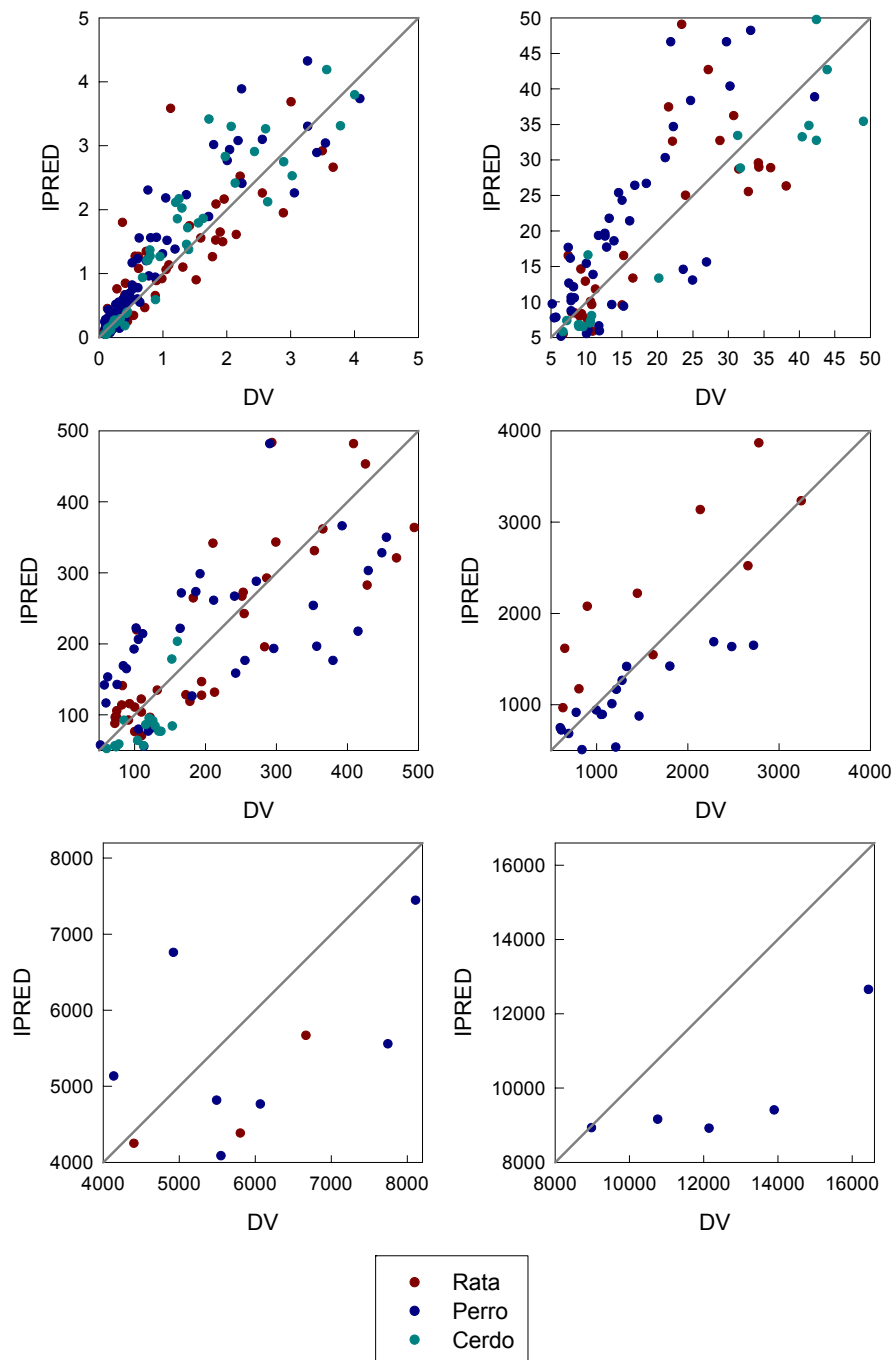 5
4
3
2
1
0
0 1 2 3 4 5
IPRED
DV
50
45
40
35
30
25
20
15
10
5
5 10 15 20 25 30 35 40 45 50
IPRED
DV
500
400
300
200
100
100 200 300 400 500
IPRED
DV
4000
3000
2000
1000
1000 2000 3000 4000
IPRED
DV
8000
7000
6000
5000
4000
4000 5000 6000 7000 8000
IPRED
DV
16000
14000
12000
10000
8000
8000 10000 12000 14000 16000
IPRED
DV
Rata
Perro
Cerdo